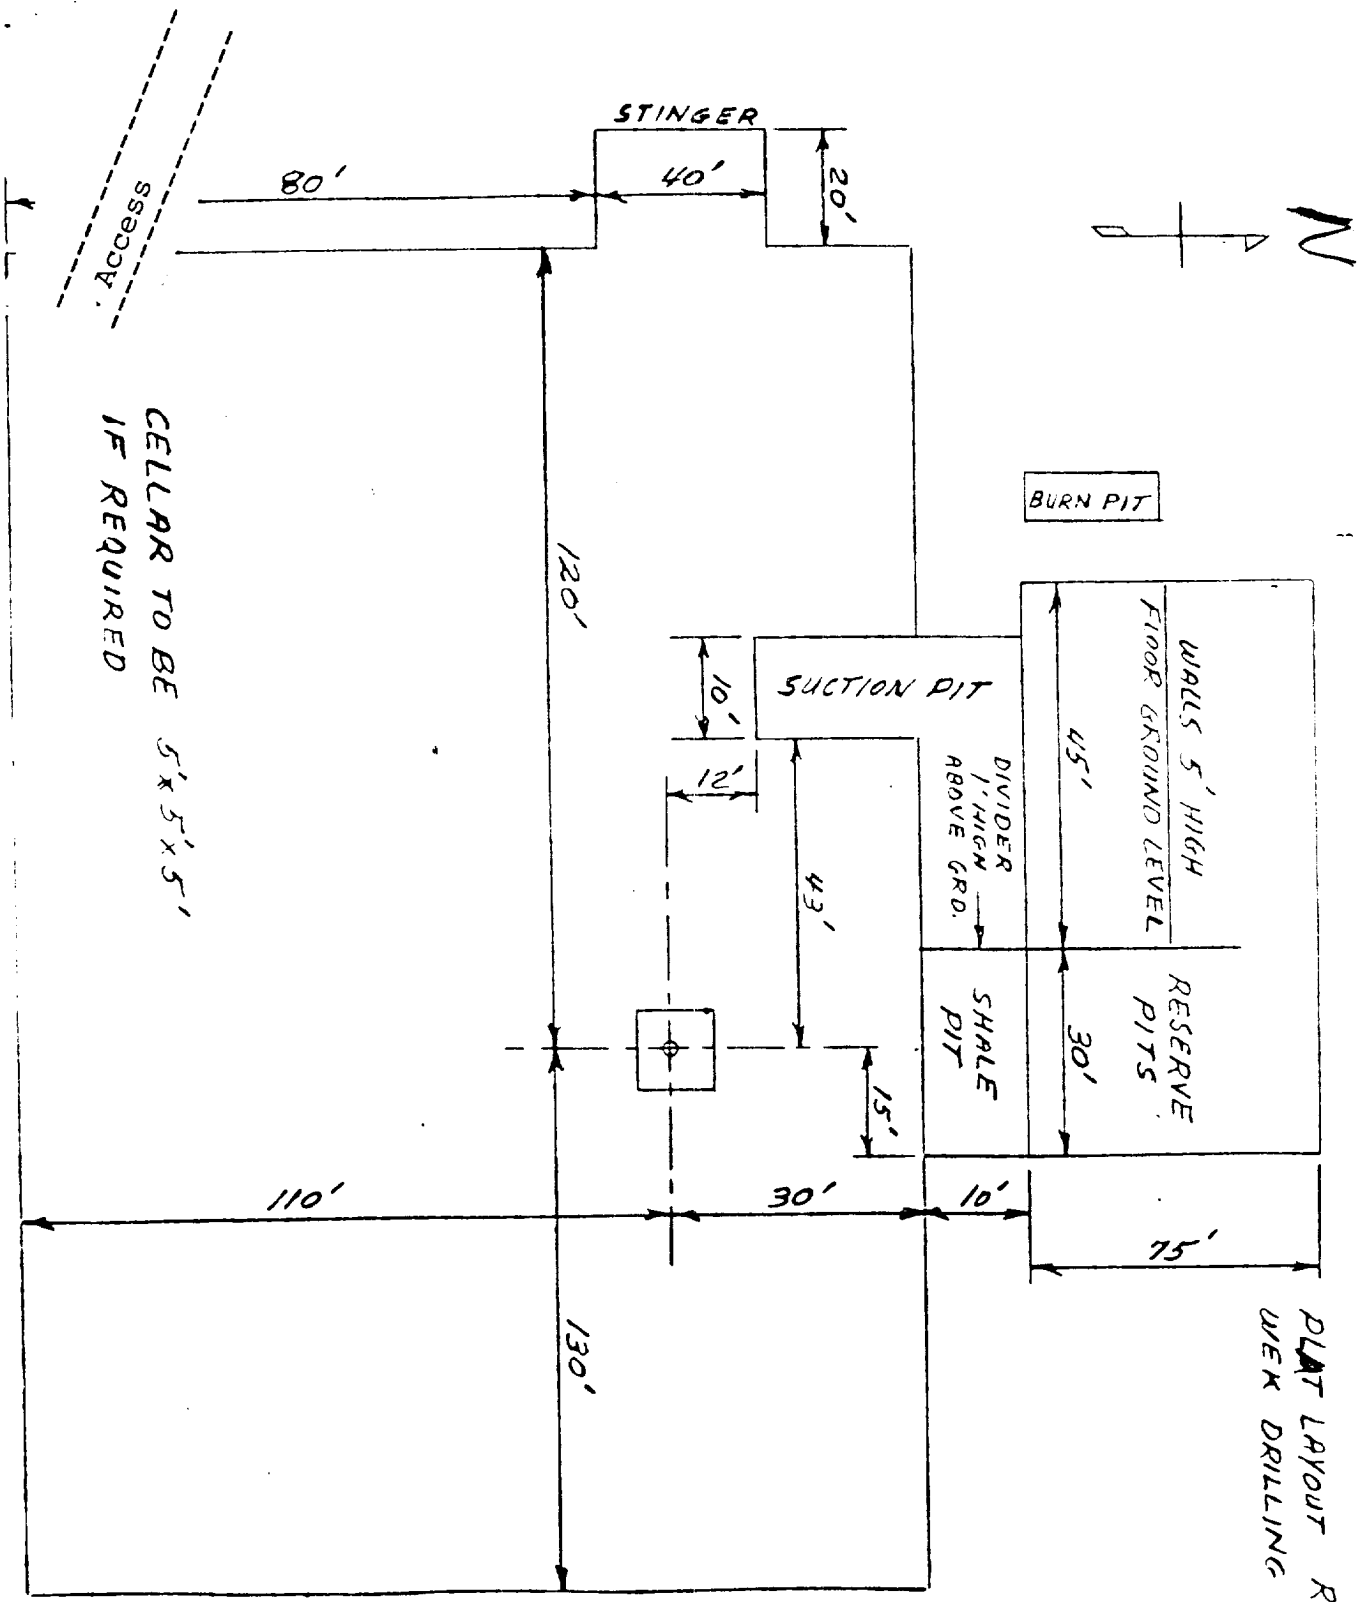 N
PLAT LAYOUT R
WEK DRILLING
STINGER
20'
40'
80'
Access
BURN PIT
WALLS 5' HIGH
FLOOR GROUND LEVEL
45'
SUCTION PIT
10'
12'
DIVIDER
1' HIGH
ABOVE GRD.
43'
120'
CELLAR TO BE 5'x5'x5'
IF REQUIRED
RESERVE
PITS
30'
SHALE
PIT
15'
110'
30'
10'
75'
130'